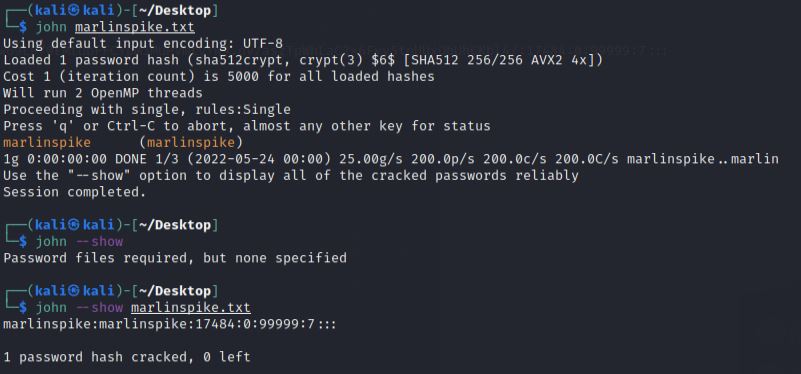 ┌──(kali㉿kali)-[~/Desktop]
└─$ john marlinspike.txt
Using default input encoding: UTF-8
Loaded 1 password hash (sha512crypt, crypt(3) $6$ [SHA512 256/256 AVX2 4x])
Cost 1 (iteration count) is 5000 for all loaded hashes
Will run 2 OpenMP threads
Proceeding with single, rules:Single
Press 'q' or Ctrl-C to abort, almost any other key for status
marlinspike      (marlinspike)
1g 0:00:00:00 DONE 1/3 (2022-05-24 00:00) 25.00g/s 200.0p/s 200.0c/s 200.0C/s marlinspike..marlin
Use the "--show" option to display all of the cracked passwords reliably
Session completed.
┌──(kali㉿kali)-[~/Desktop]
└─$ john --show
Password files required, but none specified
┌──(kali㉿kali)-[~/Desktop]
└─$ john --show marlinspike.txt
marlinspike:marlinspike:17484:0:99999:7:::
1 password hash cracked, 0 left